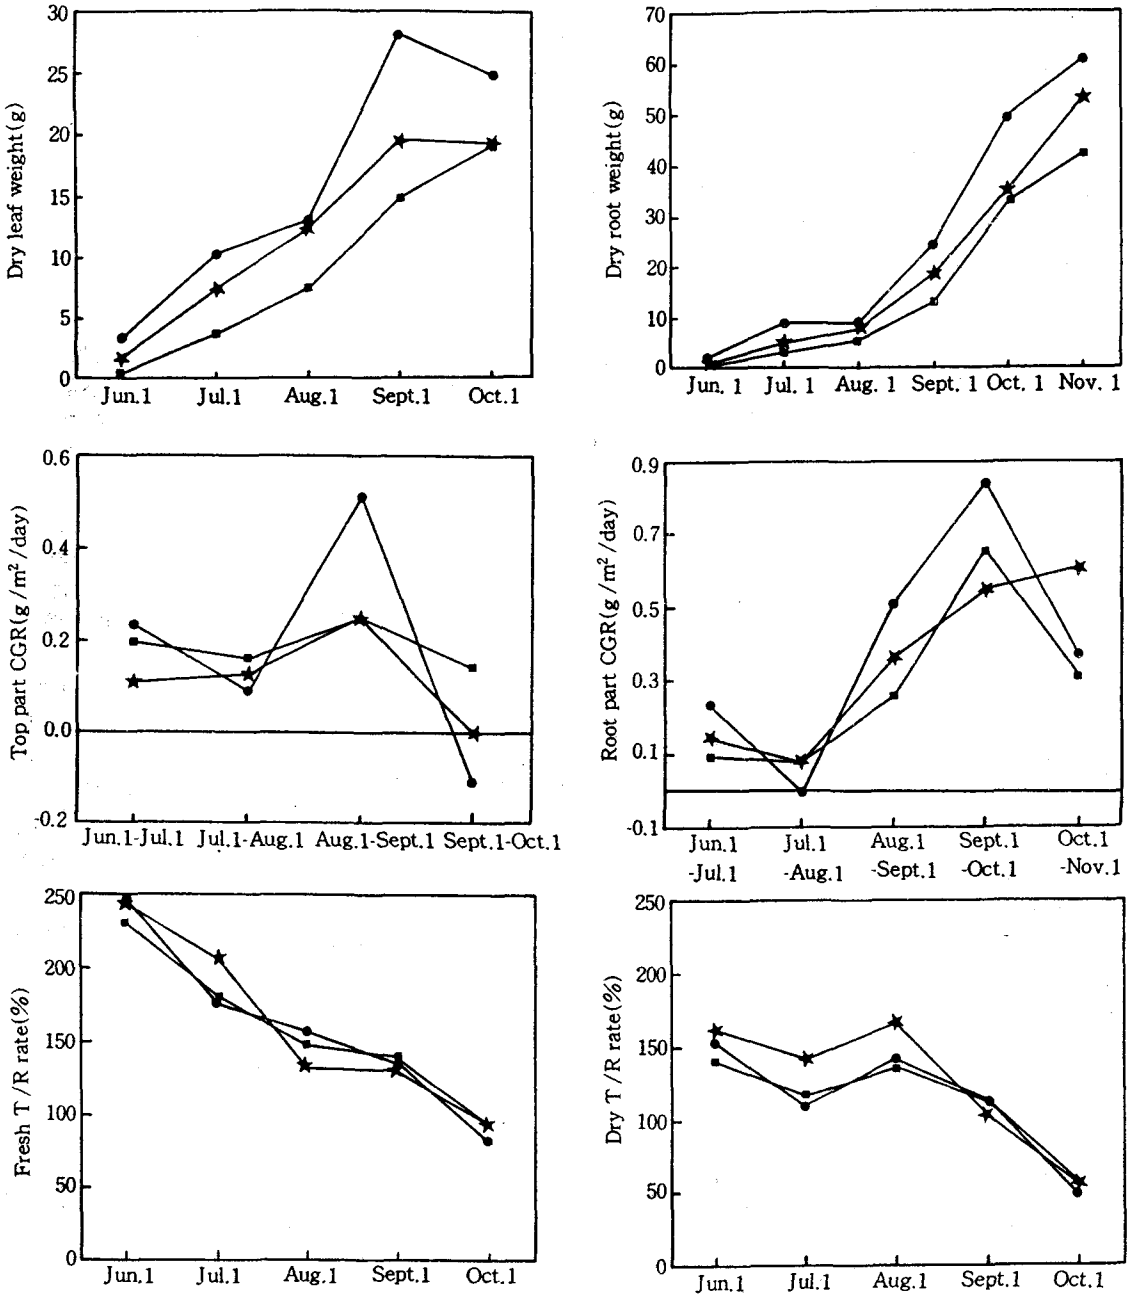 Dry leaf weight(g)
30
25
20
15
10
5
0
Jun.1 Jul.1 Aug.1 Sept.1 Oct.1
Dry root weight(g)
70
60
50
40
30
20
10
0
Jun. 1 Jul. 1 Aug. 1 Sept. 1 Oct. 1 Nov. 1
Top part CGR(g/m²/day)
0.6
0.4
0.2
0.0
-0.2
Jun.1-Jul.1 Jul.1-Aug.1 Aug.1-Sept.1 Sept.1-Oct.1
Root part CGR(g/m²/day)
0.9
0.7
0.5
0.3
0.1
-0.1
Jun.1 Jul.1 Aug.1 Sept.1 Oct.1
-Jul.1 -Aug.1 -Sept.1 -Oct.1 -Nov.1
Fresh T/R rate(%)
250
200
150
100
50
0
Jun.1 Jul.1 Aug.1 Sept.1 Oct.1
Dry T/R rate(%)
250
200
150
100
50
0
Jun.1 Jul.1 Aug.1 Sept.1 Oct.1